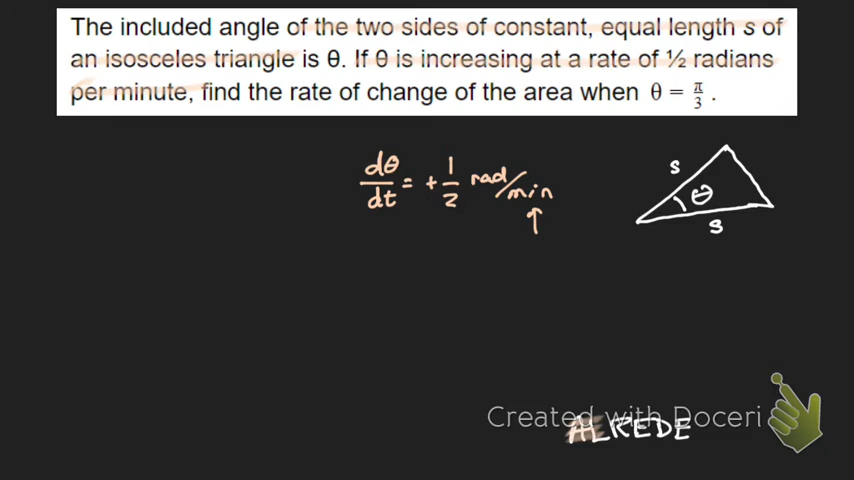 The included angle of the two sides of constant, equal length s of
an isosceles triangle is θ. If θ is increasing at a rate of ½ radians
per minute, find the rate of change of the area when θ = π/3 .
dθ/dt = + 1/2 rad/min
↑
s
θ
s
Created with Doceri